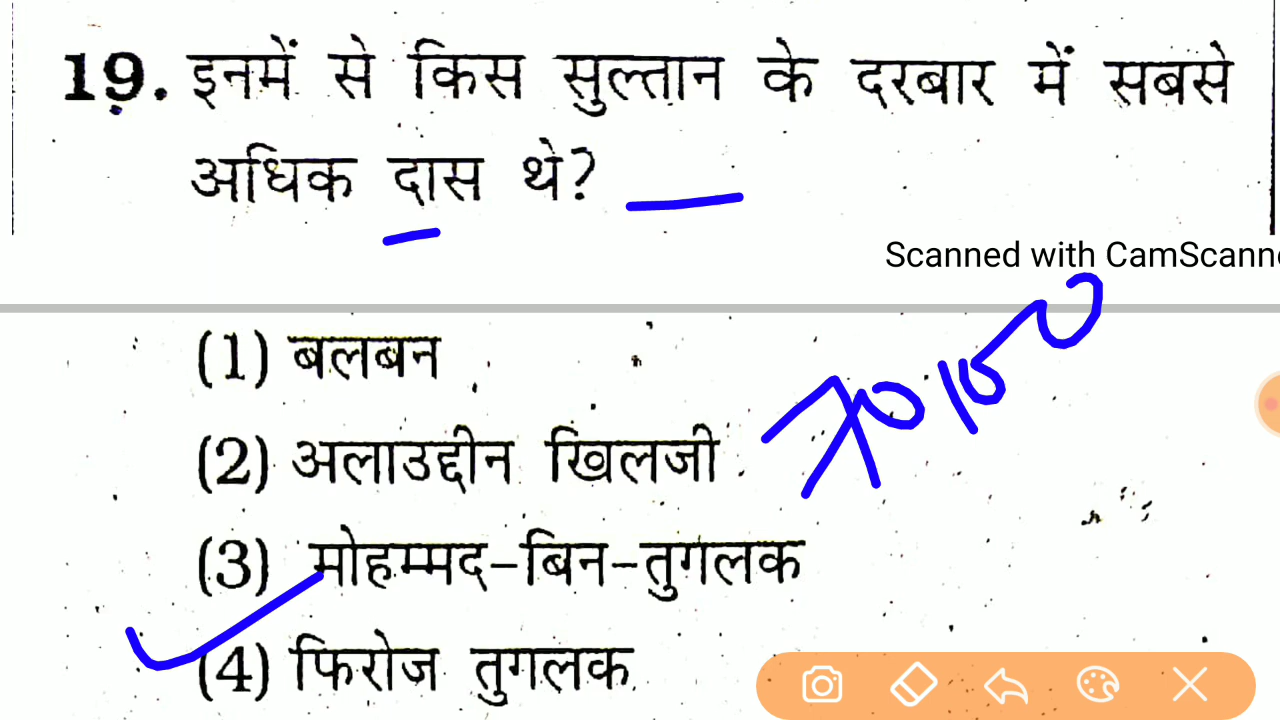 19. इनमें से किस सुल्तान के दरबार में सबसे
अधिक दास थे?
Scanned with CamScanne
(1) बलबन
(2) अलाउद्दीन खिलजी
(3) मोहम्मद-बिन-तुगलक
(4) फिरोज तुगलक